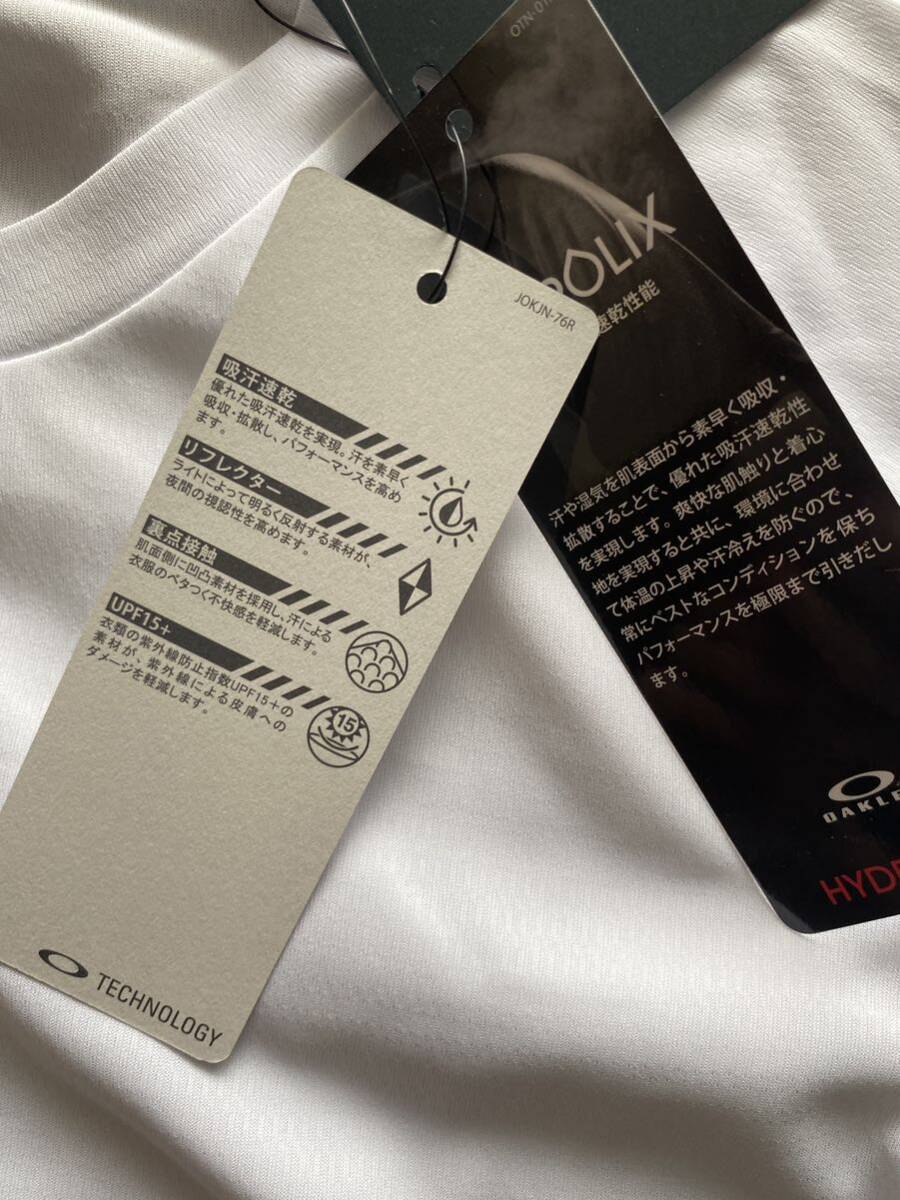 JOKJN-76R
吸汗速乾
優れた吸汗速乾を実現。汗を素早く
吸収・拡散し、パフォーマンスを高め
ます。
リフレクター
ライトによって明るく反射する素材が、
夜間の視認性を高めます。
裏点接触
肌面側に凹凸素材を採用し、汗による
衣服のベタつく不快感を軽減します。
UPF15+
衣類の紫外線防止指数UPF15+の
素材が、紫外線による皮膚への
ダメージを軽減します。
15
TECHNOLOGY
OTN-01
ROLIX
速乾性能
汗や湿気を肌表面から素早く吸収・
拡散することで、優れた吸汗速乾性
を実現します。爽快な肌触りと着心
地を実現すると共に、環境に合わせ
て体温の上昇や汗冷えを防ぐので、
常にベストなコンディションを保ち
パフォーマンスを極限まで引きだし
ます。
OAKLE
HYD